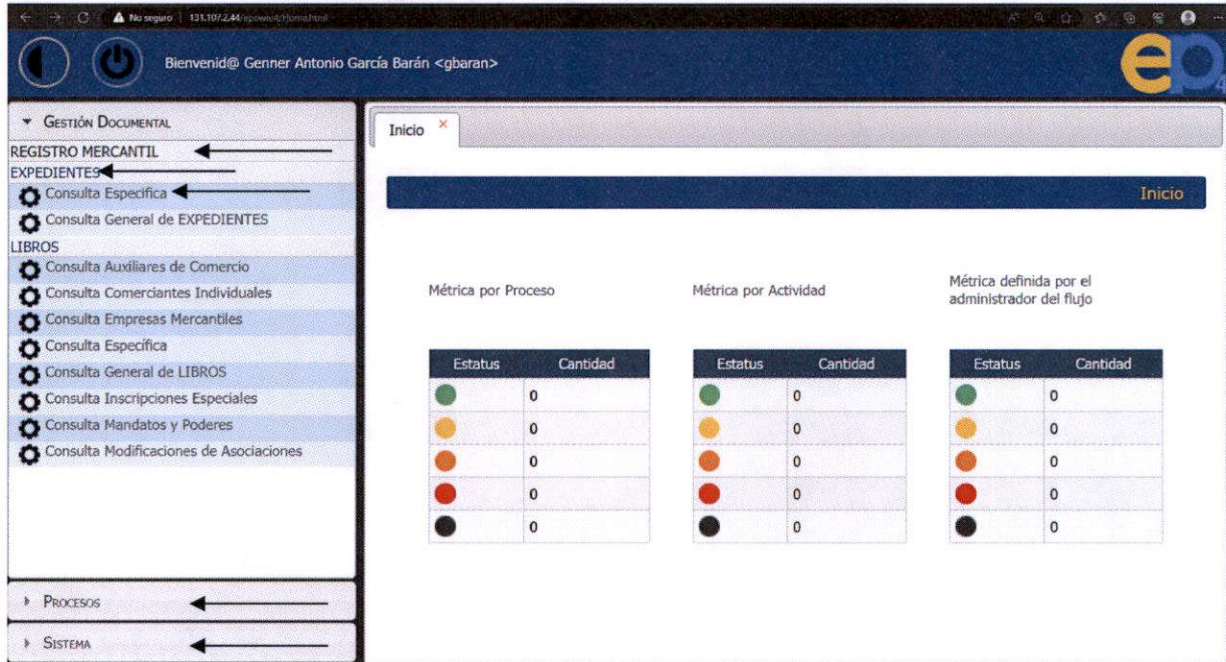 No seguro
Bienvenid@ Genner Antonio García Barán <gbaran>
ep
4
GESTIÓN DOCUMENTAL
REGISTRO MERCANTIL
EXPEDIENTES
Consulta Especifica
Consulta General de EXPEDIENTES
LIBROS
Consulta Auxiliares de Comercio
Consulta Comerciantes Individuales
Consulta Empresas Mercantiles
Consulta Específica
Consulta General de LIBROS
Consulta Inscripciones Especiales
Consulta Mandatos y Poderes
Consulta Modificaciones de Asociaciones
PROCESOS
SISTEMA
Inicio
Inicio
Métrica por Proceso
Estatus Cantidad
0
0
0
0
0
Métrica por Actividad
Estatus Cantidad
0
0
0
0
0
Métrica definida por el
administrador del flujo
Estatus Cantidad
0
0
0
0
0